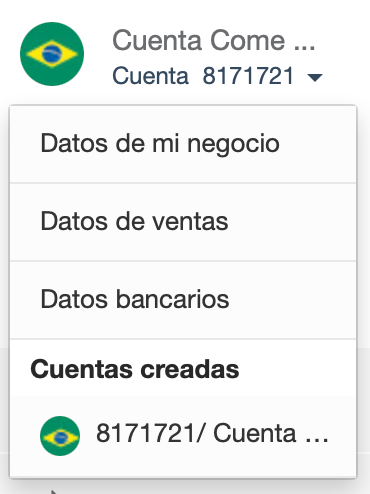 Cuenta Come ...
Cuenta 8171721
Datos de mi negocio
Datos de ventas
Datos bancarios
Cuentas creadas
8171721/ Cuenta ...